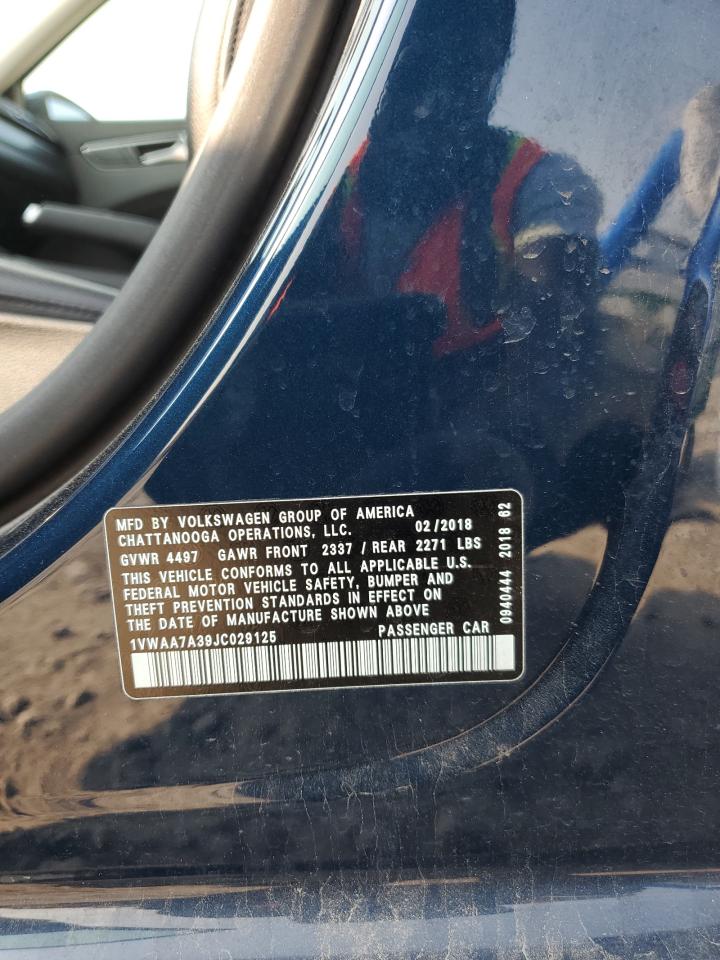 MFD BY VOLKSWAGEN GROUP OF AMERICA
CHATTANOOGA OPERATIONS, LLC. 02/2018
GVWR 4497 GAWR FRONT 2337 / REAR 2271 LBS
THIS VEHICLE CONFORMS TO ALL APPLICABLE U.S.
FEDERAL MOTOR VEHICLE SAFETY, BUMPER AND
THEFT PREVENTION STANDARDS IN EFFECT ON
THE DATE OF MANUFACTURE SHOWN ABOVE
1VWAA7A39JC029125 PASSENGER CAR
0940444 2018 62